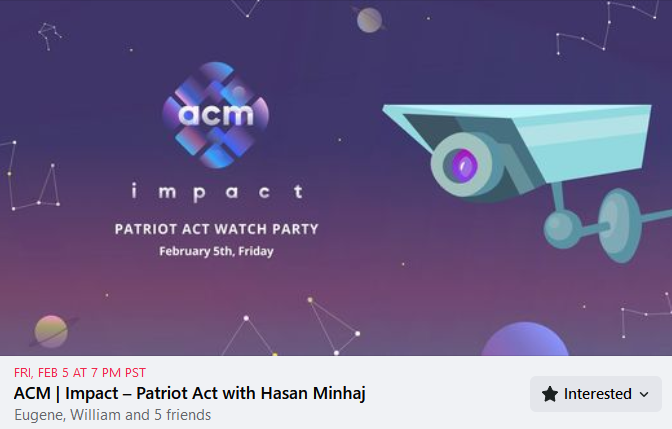 acm
impact
PATRIOT ACT WATCH PARTY
February 5th, Friday
FRI, FEB 5 AT 7 PM PST
ACM | Impact – Patriot Act with Hasan Minhaj
Eugene, William and 5 friends
Interested